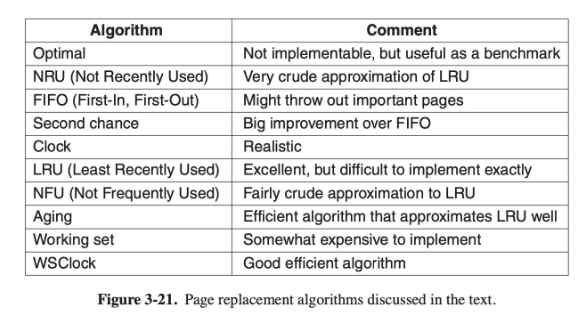 Algorithm Comment
Optimal Not implementable, but useful as a benchmark
NRU (Not Recently Used) Very crude approximation of LRU
FIFO (First-In, First-Out) Might throw out important pages
Second chance Big improvement over FIFO
Clock Realistic
LRU (Least Recently Used) Excellent, but difficult to implement exactly
NFU (Not Frequently Used) Fairly crude approximation to LRU
Aging Efficient algorithm that approximates LRU well
Working set Somewhat expensive to implement
WSClock Good efficient algorithm
Figure 3-21. Page replacement algorithms discussed in the text.